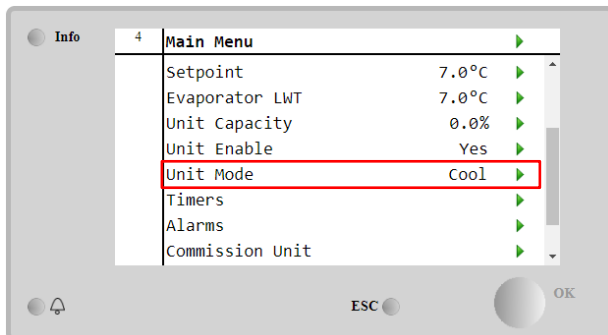 Info
4 Main Menu
Setpoint 7.0°C
Evaporator LWT 7.0°C
Unit Capacity 0.0%
Unit Enable Yes
Unit Mode Cool
Timers
Alarms
Commission Unit
ESC
OK